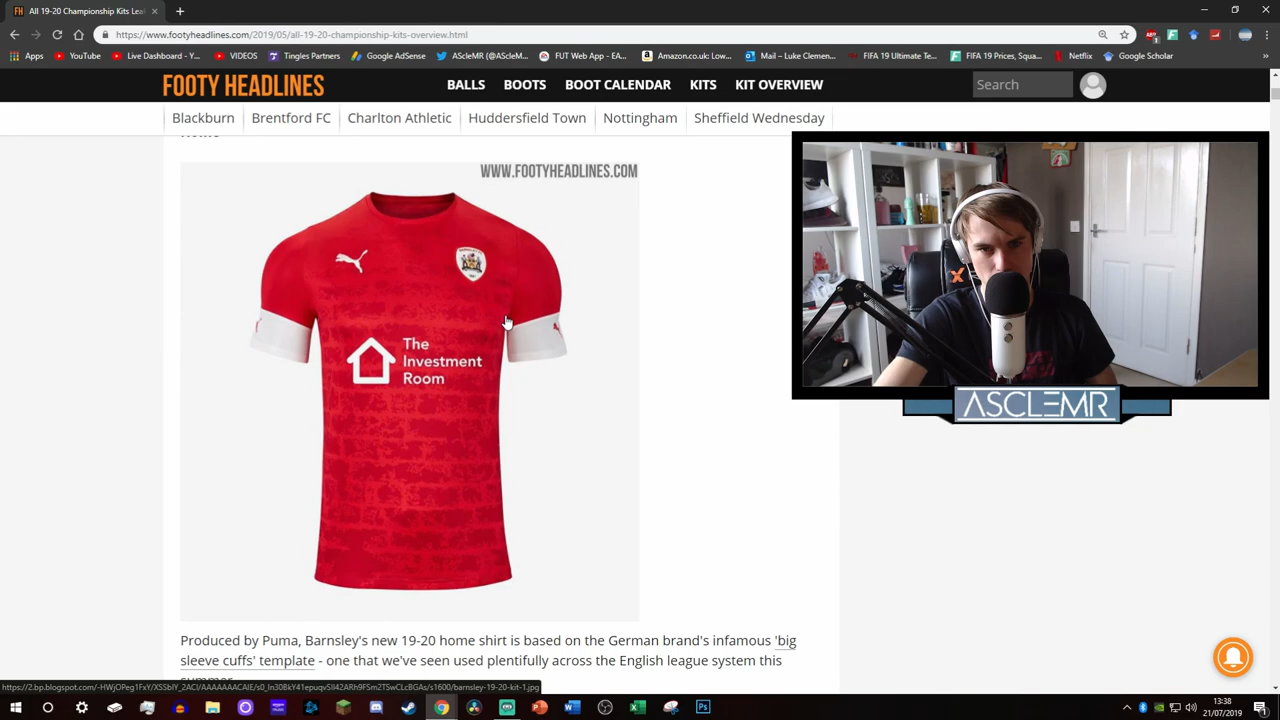 All 19-20 Championship Kits Lea
https://www.footyheadlines.com/2019/05/all-19-20-championship-kits-overview.html
Apps
YouTube
Live Dashboard - Y...
VIDEOS
Tingles Partners
Google AdSense
AScleMR (@AScleM...
FUT Web App - EA...
Amazon.co.uk: Low...
Mail – Luke Clemen...
FIFA 19 Ultimate Te...
FIFA 19 Prices, Squa...
Netflix
Google Scholar
FOOTY HEADLINES
BALLS
BOOTS
BOOT CALENDAR
KITS
KIT OVERVIEW
Search
Blackburn
Brentford FC
Charlton Athletic
Huddersfield Town
Nottingham
Sheffield Wednesday
WWW.FOOTYHEADLINES.COM
The
Investment
Room
ASCLEMR
Produced by Puma, Barnsley's new 19-20 home shirt is based on the German brand's infamous 'big
sleeve cuffs' template - one that we've seen used plentifully across the English league system this
summer.
13:38
21/07/2019